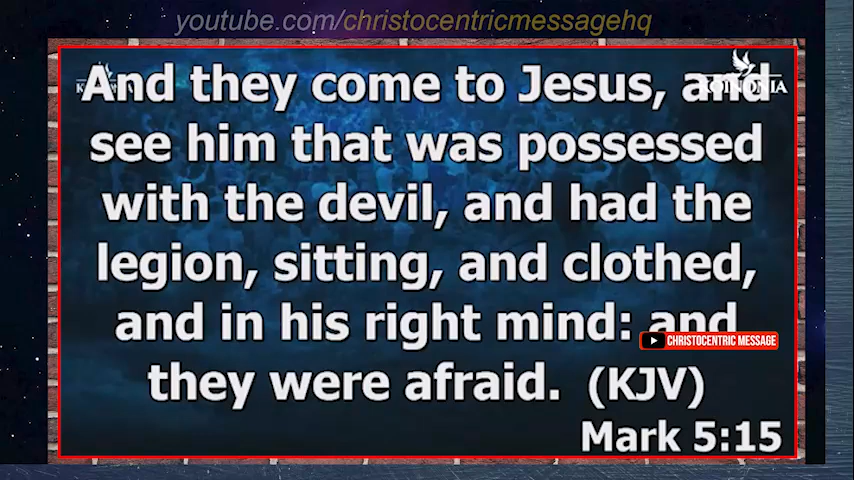 youtube.com/christocentricmessagehq
And they come to Jesus, and
KOINONIA
see him that was possessed
with the devil, and had the
legion, sitting, and clothed,
and in his right mind: and
CHRISTOCENTRIC MESSAGE
they were afraid. (KJV)
Mark 5:15